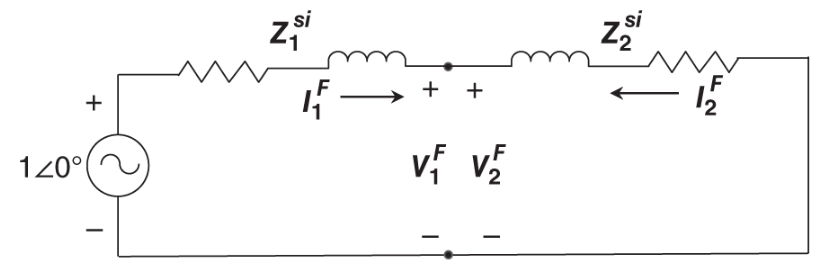 Z₁ˢⁱ Z₂ˢⁱ
+ I₁ᶠ + + I₂ᶠ
1∠0° V₁ᶠ V₂ᶠ
− − −